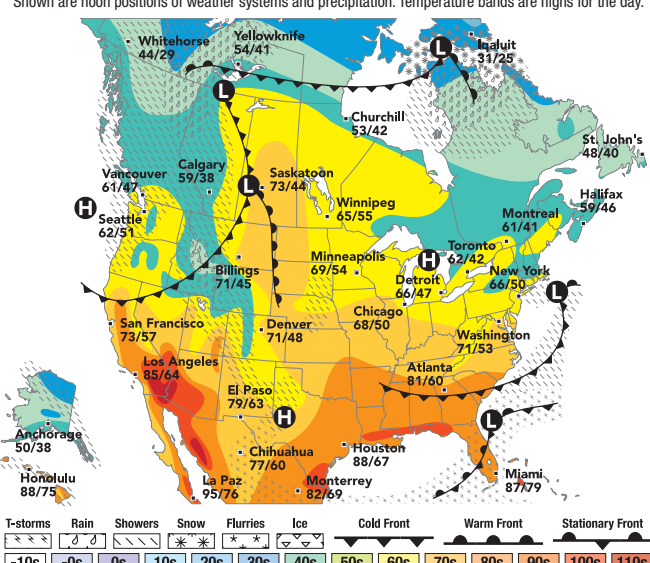 Shown are noon positions of weather systems and precipitation. Temperature bands are highs for the day.
Whitehorse
44/29
Yellowknife
54/41
L
Iqaluit
31/25
L
Churchill
53/42
St. John's
48/40
Vancouver
61/47
Calgary
59/38
L
Saskatoon
73/44
Winnipeg
65/55
Halifax
59/46
H
Seattle
62/51
Montreal
61/41
Billings
71/45
Minneapolis
69/54
H
Toronto
62/42
Detroit
66/47
New York
66/50
L
San Francisco
73/57
Denver
71/48
Chicago
68/50
Washington
71/53
Los Angeles
85/64
El Paso
79/63
H
Atlanta
81/60
L
Anchorage
50/38
Honolulu
88/75
Chihuahua
77/60
Houston
88/67
La Paz
95/76
Monterrey
82/69
Miami
87/79
T-storms Rain Showers Snow Flurries Ice Cold Front Warm Front Stationary Front
-10s -0s 0s 10s 20s 30s 40s 50s 60s 70s 80s 90s 100s 110s